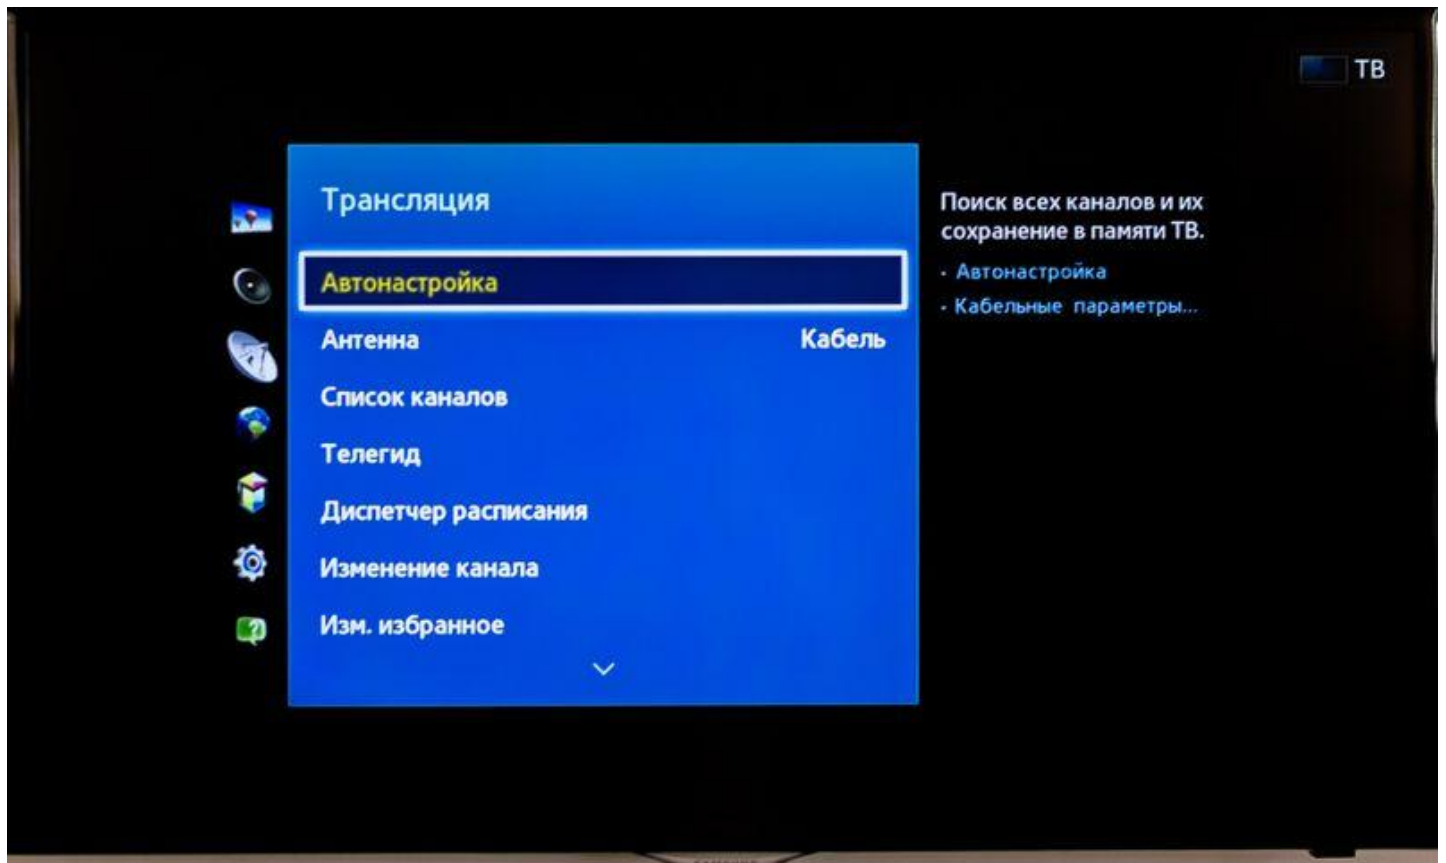 ТВ
Трансляция
Автонастройка
Антенна Кабель
Список каналов
Телегид
Диспетчер расписания
Изменение канала
Изм. избранное
Поиск всех каналов и их
сохранение в памяти ТВ.
· Автонастройка
· Кабельные параметры...